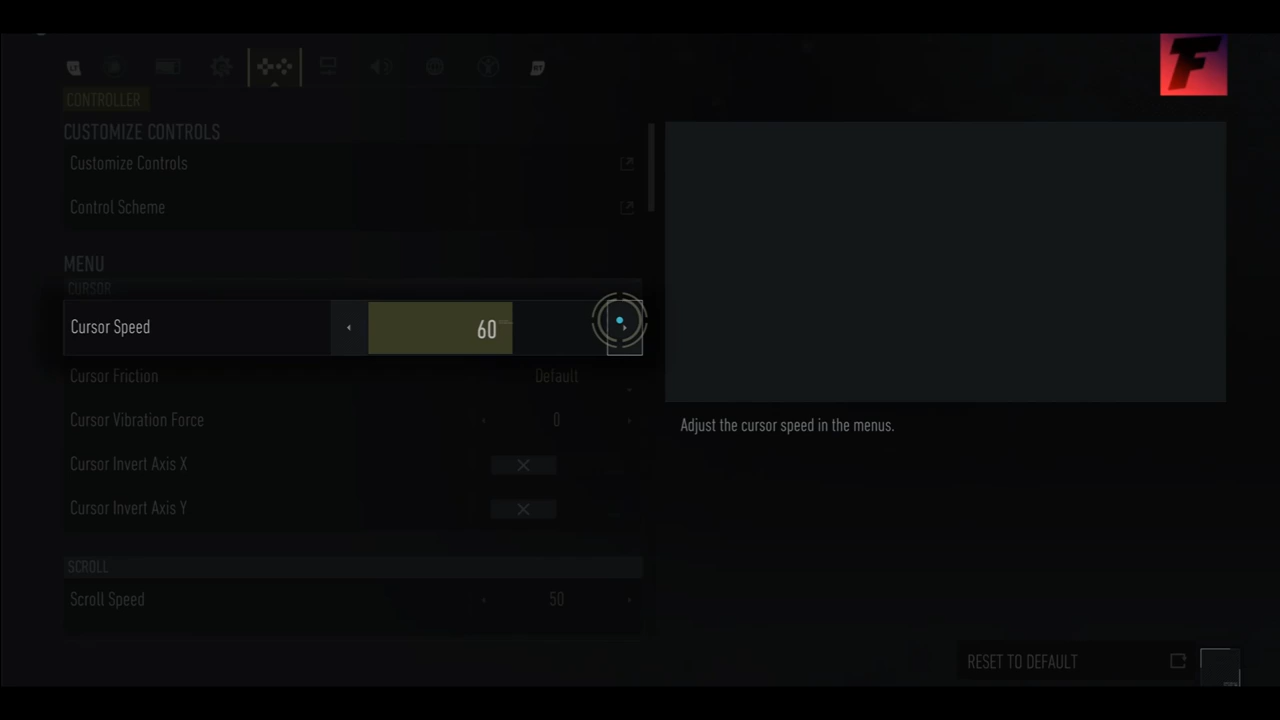 CONTROLLER
CUSTOMIZE CONTROLS
Customize Controls
Control Scheme
MENU
CURSOR
Cursor Speed 60
Cursor Friction Default
Cursor Vibration Force 0
Cursor Invert Axis X
Cursor Invert Axis Y
SCROLL
Scroll Speed 50
Adjust the cursor speed in the menus.
RESET TO DEFAULT
F